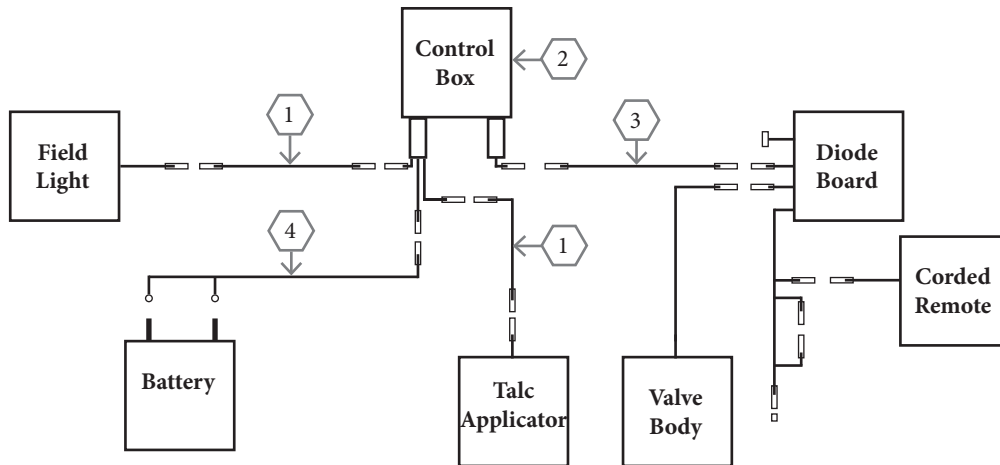 Control
Box
2
1
3
Field
Light
Diode
Board
4
1
Corded
Remote
Battery
Talc
Applicator
Valve
Body